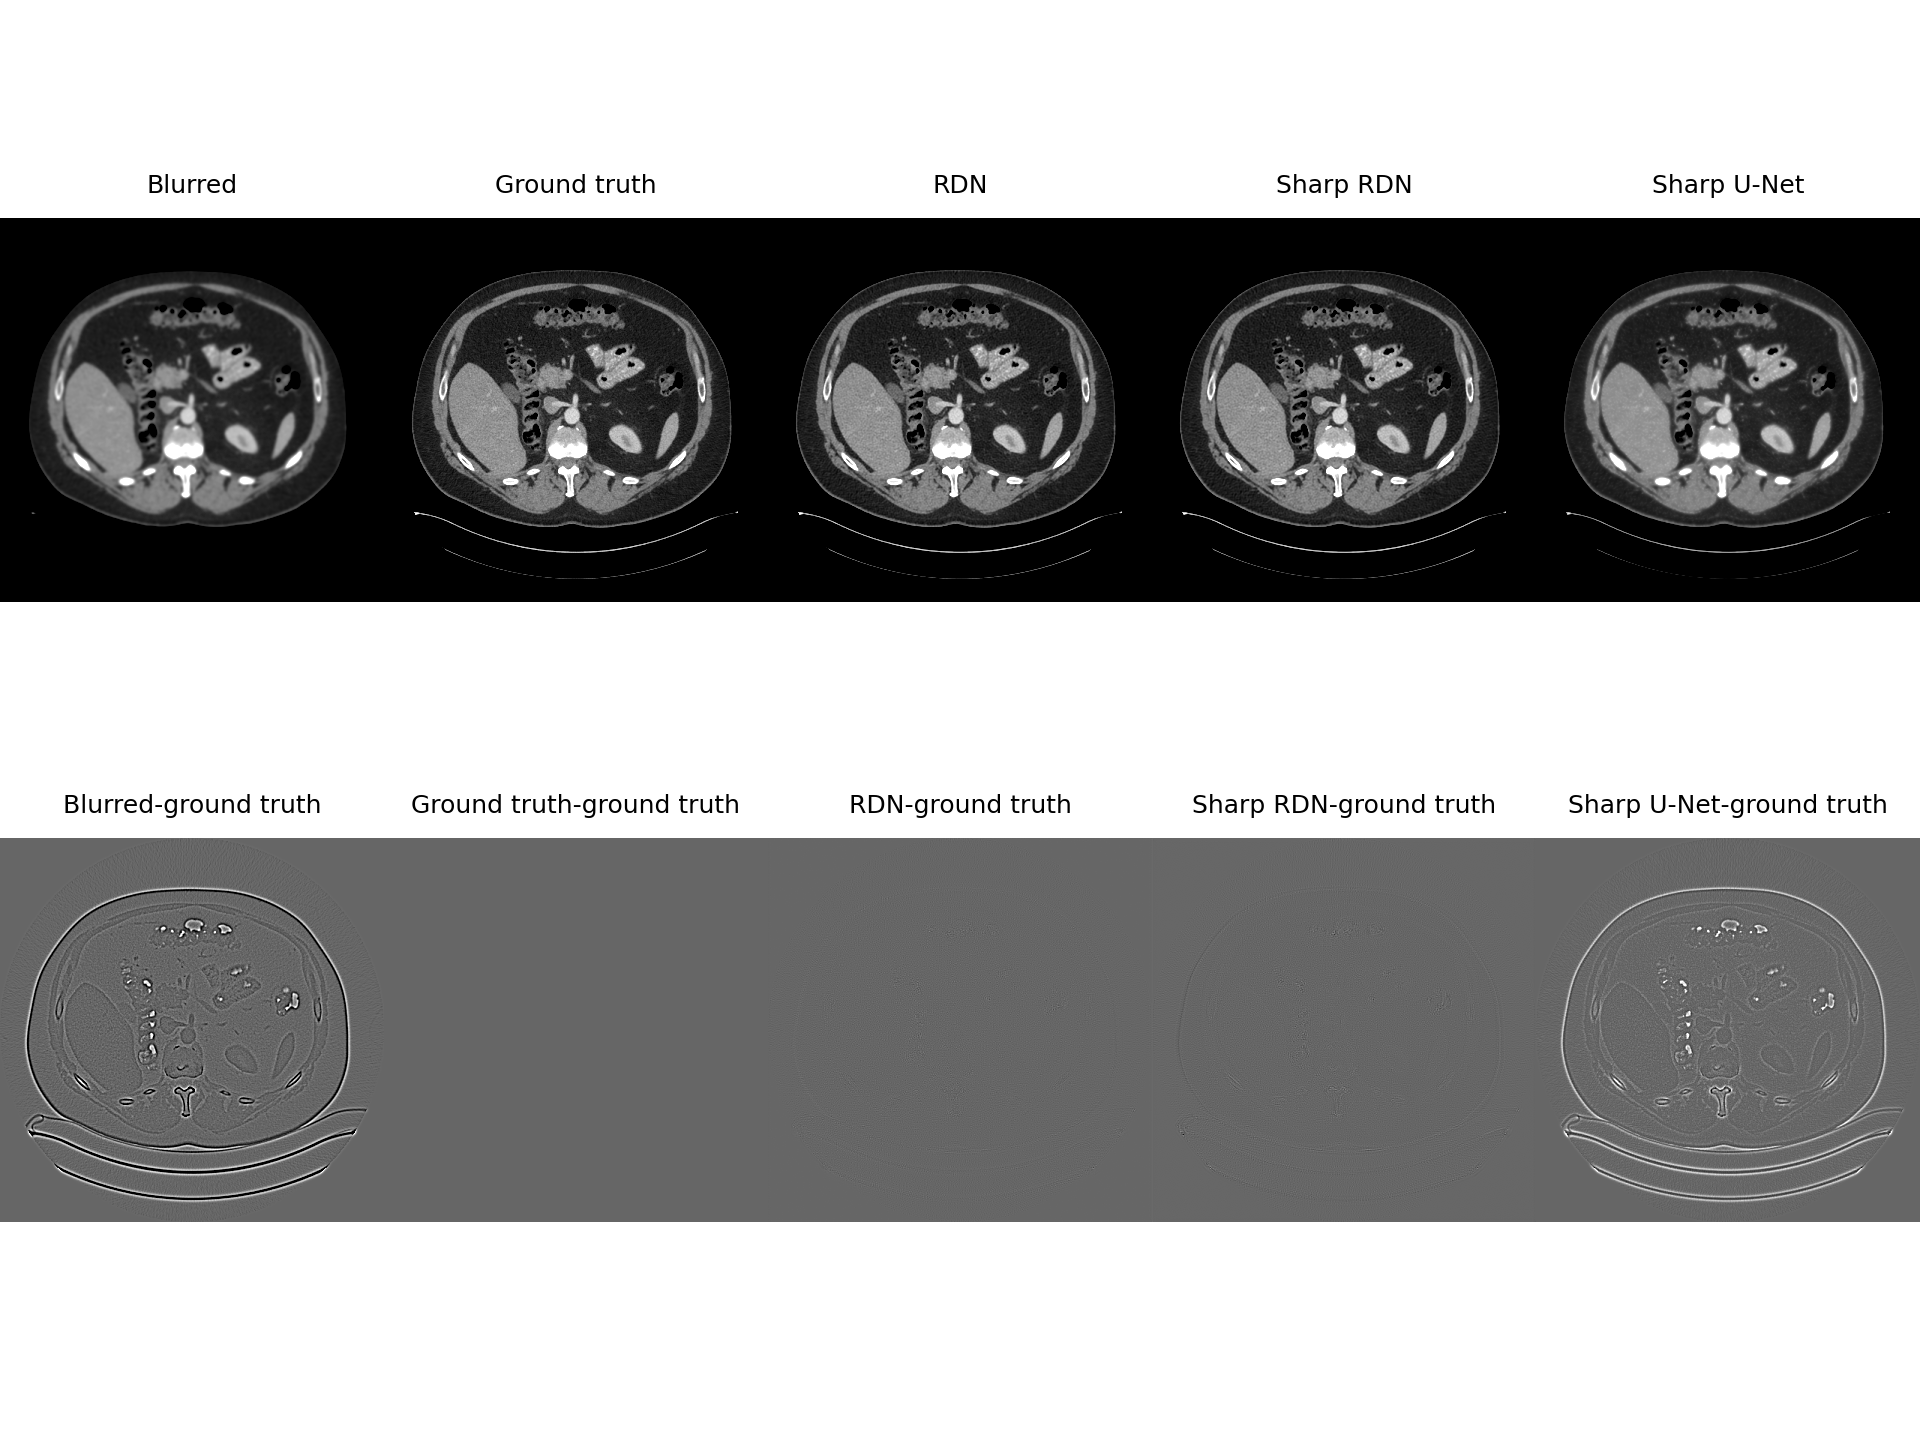 Blurred
Ground truth
RDN
Sharp RDN
Sharp U-Net
Blurred-ground truth
Ground truth-ground truth
RDN-ground truth
Sharp RDN-ground truth
Sharp U-Net-ground truth